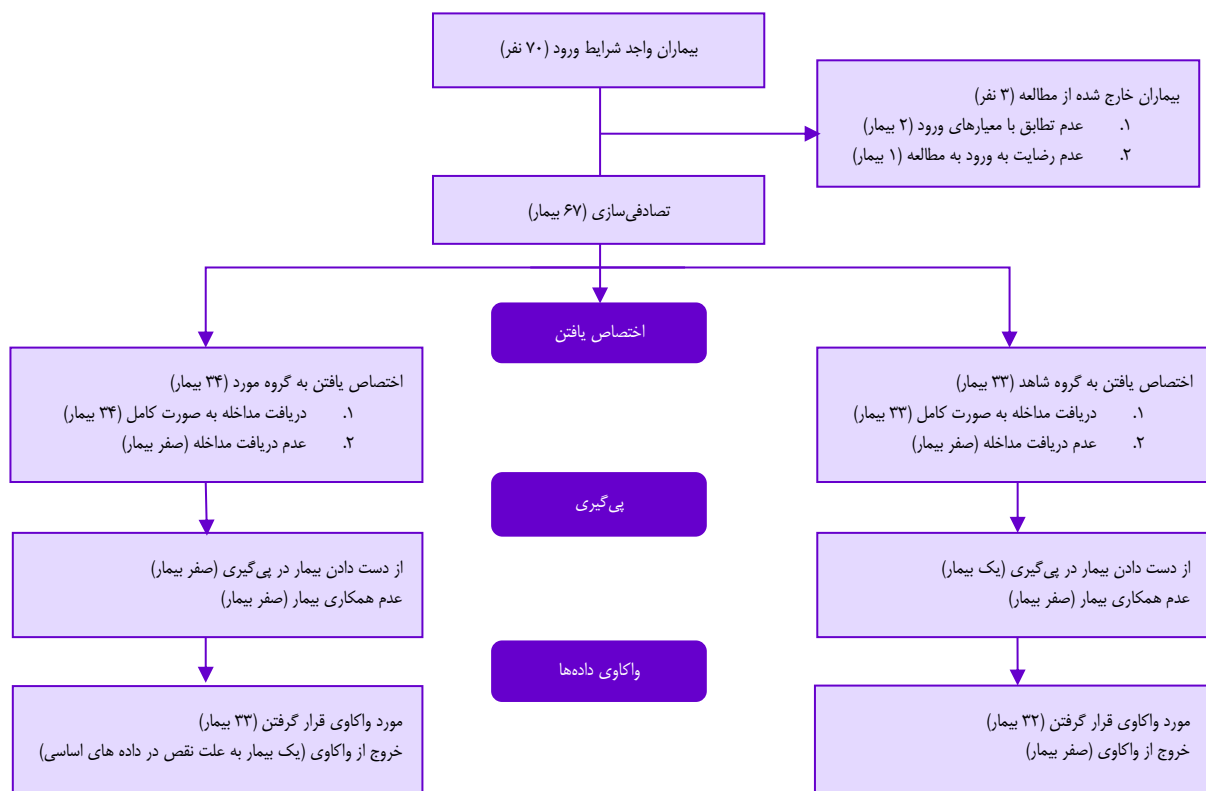 بیماران واجد شرایط ورود (۷۰ نفر)
بیماران خارج شده از مطالعه (۳ نفر)
۱. عدم تطابق با معیارهای ورود (۲ بیمار)
۲. عدم رضایت به ورود به مطالعه (۱ بیمار)
تصادفی‌سازی (۶۷ بیمار)
اختصاص یافتن
اختصاص یافتن به گروه شاهد (۳۳ بیمار)
۱. دریافت مداخله به صورت کامل (۳۳ بیمار)
۲. عدم دریافت مداخله (صفر بیمار)
اختصاص یافتن به گروه مورد (۳۴ بیمار)
۱. دریافت مداخله به صورت کامل (۳۴ بیمار)
۲. عدم دریافت مداخله (صفر بیمار)
پی‌گیری
از دست دادن بیمار در پی‌گیری (یک بیمار)
عدم همکاری بیمار (صفر بیمار)
از دست دادن بیمار در پی‌گیری (صفر بیمار)
عدم همکاری بیمار (صفر بیمار)
واکاوی داده‌ها
مورد واکاوی قرار گرفتن (۳۲ بیمار)
خروج از واکاوی (صفر بیمار)
مورد واکاوی قرار گرفتن (۳۳ بیمار)
خروج از واکاوی (یک بیمار به علت نقص در داده های اساسی)